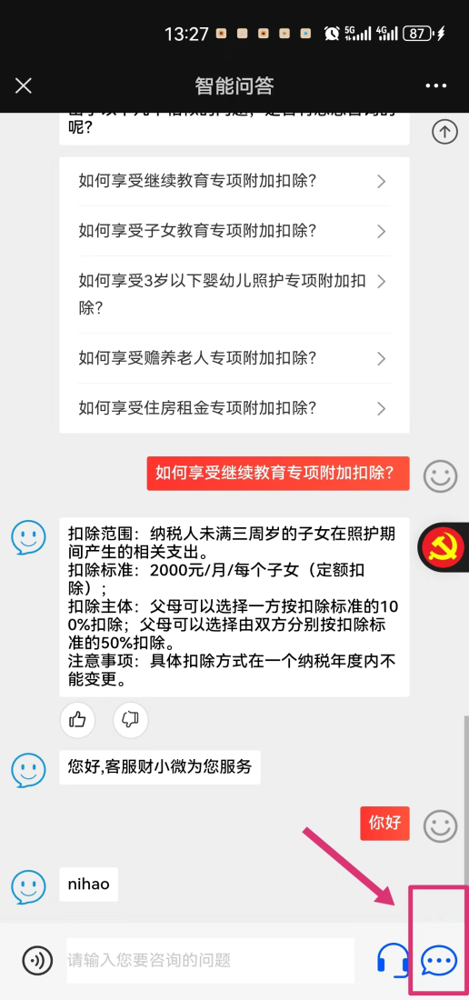 13:27
5G
4G
87
智能问答
呢？
如何享受继续教育专项附加扣除？
如何享受子女教育专项附加扣除？
如何享受3岁以下婴幼儿照护专项附加扣
除？
如何享受赡养老人专项附加扣除？
如何享受住房租金专项附加扣除？
如何享受继续教育专项附加扣除？
扣除范围：纳税人未满三周岁的子女在照护期
间产生的相关支出。
扣除标准：2000元/月/每个子女（定额扣
除）；
扣除主体：父母可以选择一方按扣除标准的10
0%扣除；父母可以选择由双方分别按扣除标
准的50%扣除。
注意事项：具体扣除方式在一个纳税年度内不
能变更。
您好,客服财小微为您服务
你好
nihao
请输入您要咨询的问题